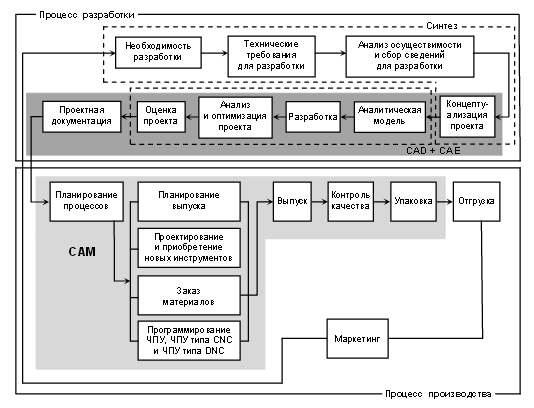 Процесс разработки
Синтез
Необходимость
разработки
Технические
требования
для разработки
Анализ осуществимости
и сбор сведений
для разработки
Проектная
документация
Оценка
проекта
Анализ
и оптимизация
проекта
Разработка
Аналитическая
модель
Концепту-
ализация
проекта
CAD + CAE
Планирование
процессов
Планирование
выпуска
Выпуск
Контроль
качества
Упаковка
Отгрузка
CAM
Проектирование
и приобретение
новых инструментов
Заказ
материалов
Программирование
ЧПУ, ЧПУ типа CNC
и ЧПУ типа DNC
Маркетинг
Процесс производства